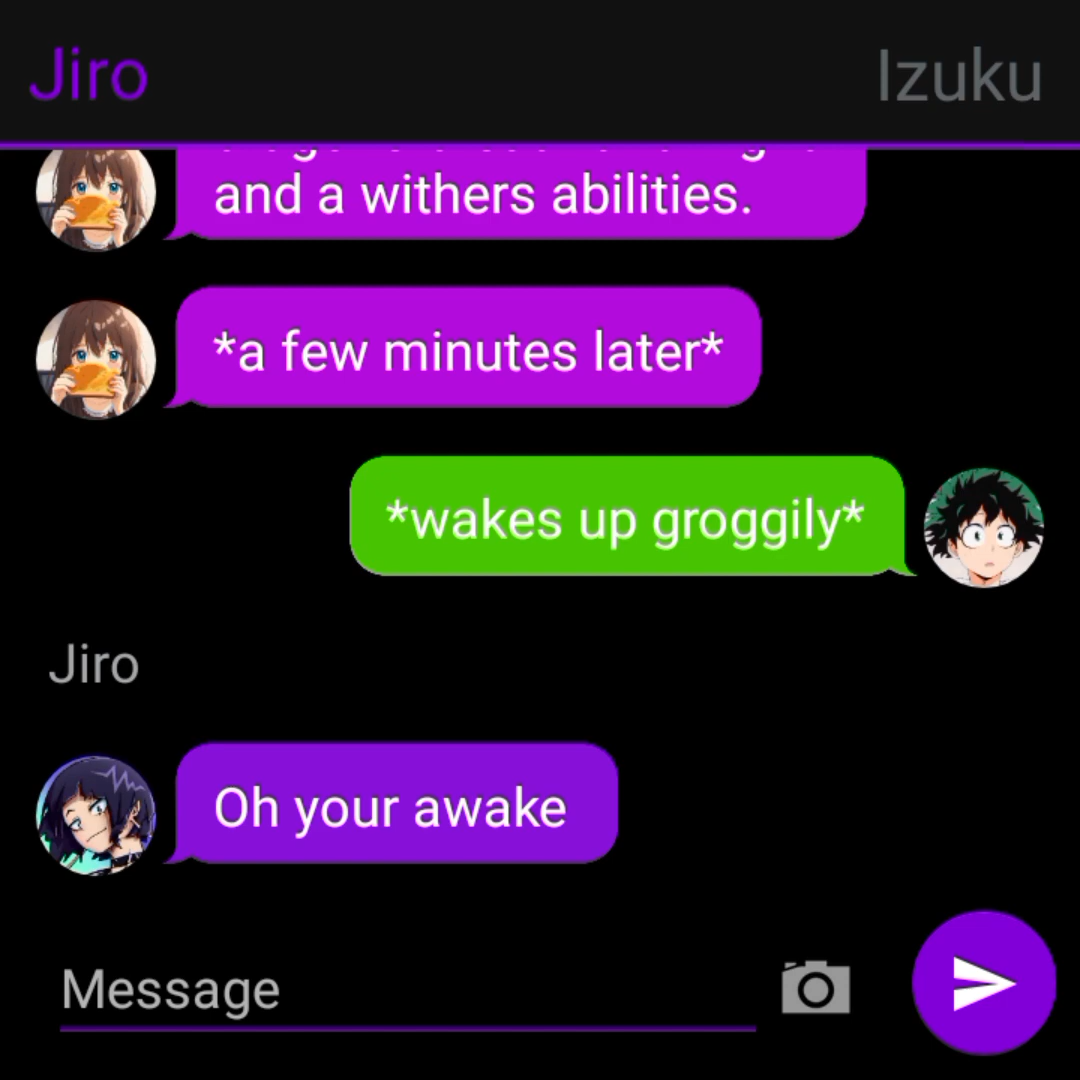 Jiro
Izuku
and a withers abilities.
*a few minutes later*
*wakes up groggily*
Jiro
Oh your awake
Message